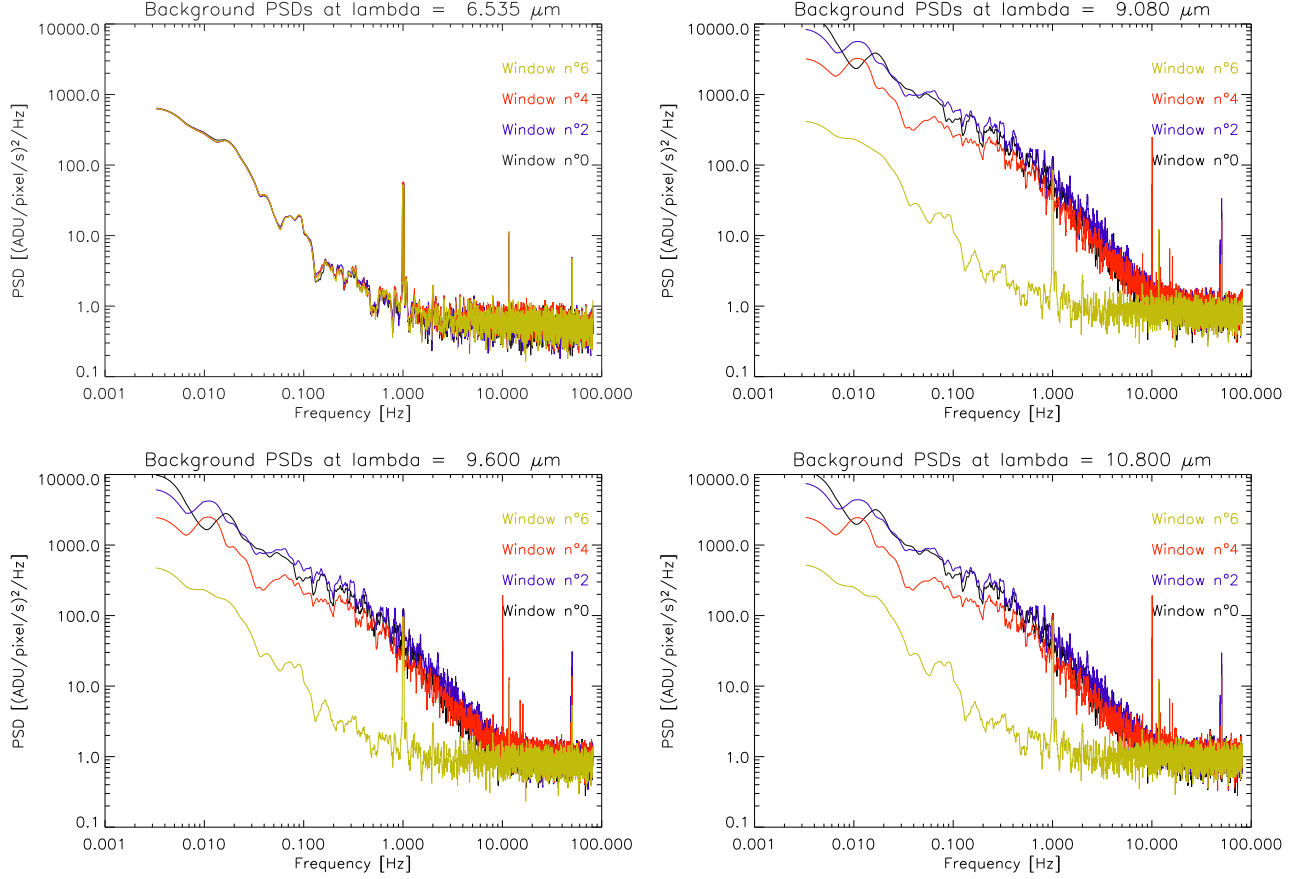 Background PSDs at lambda = 6.535 μm
PSD [(ADU/pixel/s)²/Hz]
10000.0
1000.0
100.0
10.0
1.0
0.1
Window n°6
Window n°4
Window n°2
Window n°0
0.001 0.010 0.100 1.000 10.000 100.000
Frequency [Hz]
Background PSDs at lambda = 9.080 μm
PSD [(ADU/pixel/s)²/Hz]
10000.0
1000.0
100.0
10.0
1.0
0.1
Window n°6
Window n°4
Window n°2
Window n°0
0.001 0.010 0.100 1.000 10.000 100.000
Frequency [Hz]
Background PSDs at lambda = 9.600 μm
PSD [(ADU/pixel/s)²/Hz]
10000.0
1000.0
100.0
10.0
1.0
0.1
Window n°6
Window n°4
Window n°2
Window n°0
0.001 0.010 0.100 1.000 10.000 100.000
Frequency [Hz]
Background PSDs at lambda = 10.800 μm
PSD [(ADU/pixel/s)²/Hz]
10000.0
1000.0
100.0
10.0
1.0
0.1
Window n°6
Window n°4
Window n°2
Window n°0
0.001 0.010 0.100 1.000 10.000 100.000
Frequency [Hz]